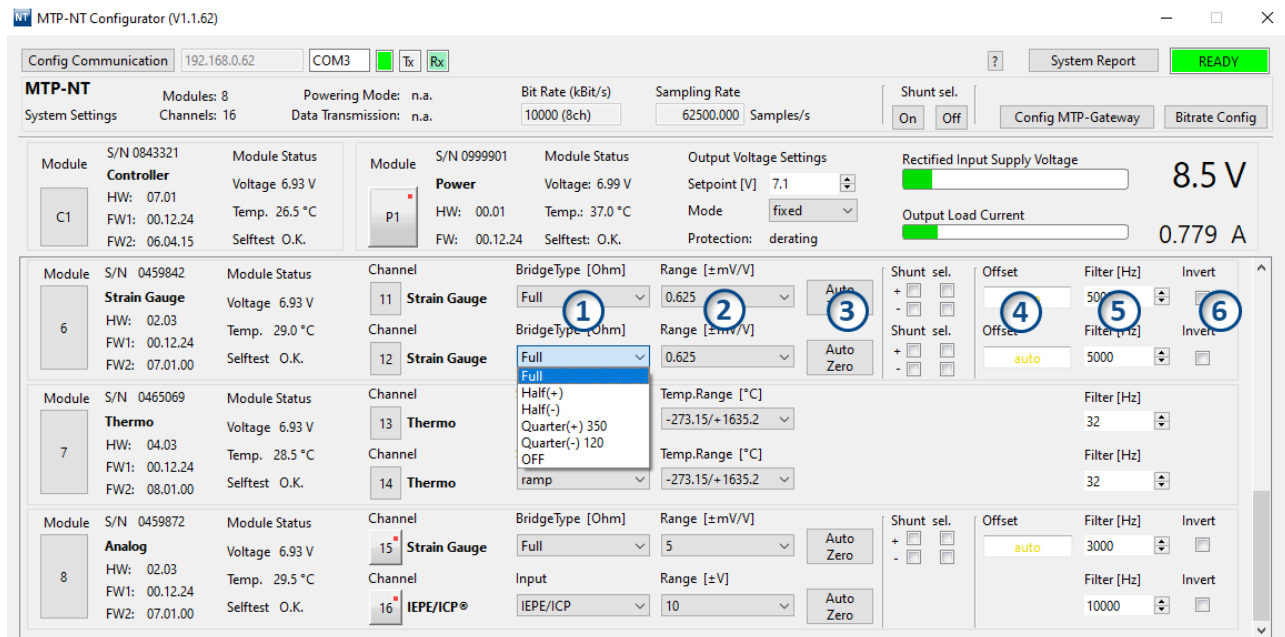 NT MTP-NT Configurator (V1.1.62)
Config Communication 192.168.0.62 COM3 Tx Rx ? System Report READY
MTP-NT Modules: 8 Powering Mode: n.a. Bit Rate (kBit/s) Sampling Rate Shunt sel.
System Settings Channels: 16 Data Transmission: n.a. 10000 (8ch) 62500.000 Samples/s On Off Config MTP-Gateway Bitrate Config
Module S/N 0843321 Module Status
Controller Voltage 6.93 V
C1 HW: 07.01 Temp. 26.5 °C
FW1: 00.12.24
FW2: 06.04.15 Selftest O.K.
Module S/N 0999901 Module Status Output Voltage Settings
Power Voltage: 6.99 V Setpoint [V] 7.1
P1 HW: 00.01 Temp.: 37.0 °C Mode fixed
FW: 00.12.24 Selftest: O.K. Protection: derating
Rectified Input Supply Voltage 8.5 V
Output Load Current 0.779 A
Module S/N 0459842 Module Status Channel BridgeType [Ohm] Range [±mV/V] Shunt sel. Offset Filter [Hz] Invert
Strain Gauge Voltage 6.93 V 11 Strain Gauge Full 0.625 Auto + -
1 2 3 4 5 6
6 HW: 02.03 Temp. 29.0 °C Channel BridgeType [Ohm] Range [±mV/V] Shunt sel. Offset Filter [Hz] Invert
FW1: 00.12.24
FW2: 07.01.00 Selftest O.K. 12 Strain Gauge Full 0.625 Auto Zero + - auto 5000
Full
Half(+)
Half(-)
Quarter(+) 350
Quarter(-) 120
OFF
Module S/N 0465069 Module Status Channel Temp.Range [°C] Filter [Hz]
Thermo Voltage 6.93 V 13 Thermo -273.15/+1635.2 32
7 HW: 04.03 Temp. 28.5 °C Channel Temp.Range [°C] Filter [Hz]
FW1: 00.12.24
FW2: 08.01.00 Selftest O.K. 14 Thermo ramp -273.15/+1635.2 32
Module S/N 0459872 Module Status Channel BridgeType [Ohm] Range [±mV/V] Shunt sel. Offset Filter [Hz] Invert
Analog Voltage 6.93 V 15 Strain Gauge Full 5 Auto Zero + - auto 3000
8 HW: 02.03 Temp. 29.5 °C Channel Input Range [±V] Filter [Hz] Invert
FW1: 00.12.24
FW2: 07.01.00 Selftest O.K. 16 IEPE/ICP® IEPE/ICP 10 Auto Zero 10000